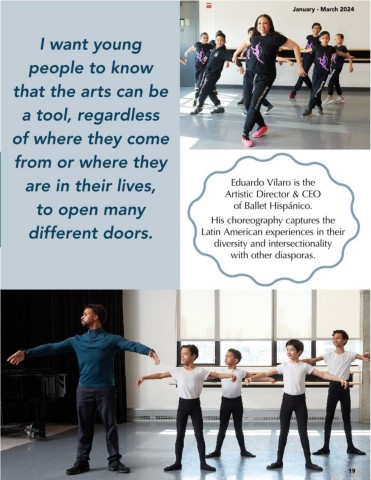 January - March 2024
I want young
people to know
that the arts can be
a tool, regardless
of where they come
from or where they
are in their lives,
to open many
different doors.
Eduardo Vilaro is the
Artistic Director & CEO
of Ballet Hispánico.
His choreography captures the
Latin American experiences in their
diversity and intersectionality
with other diasporas.
19